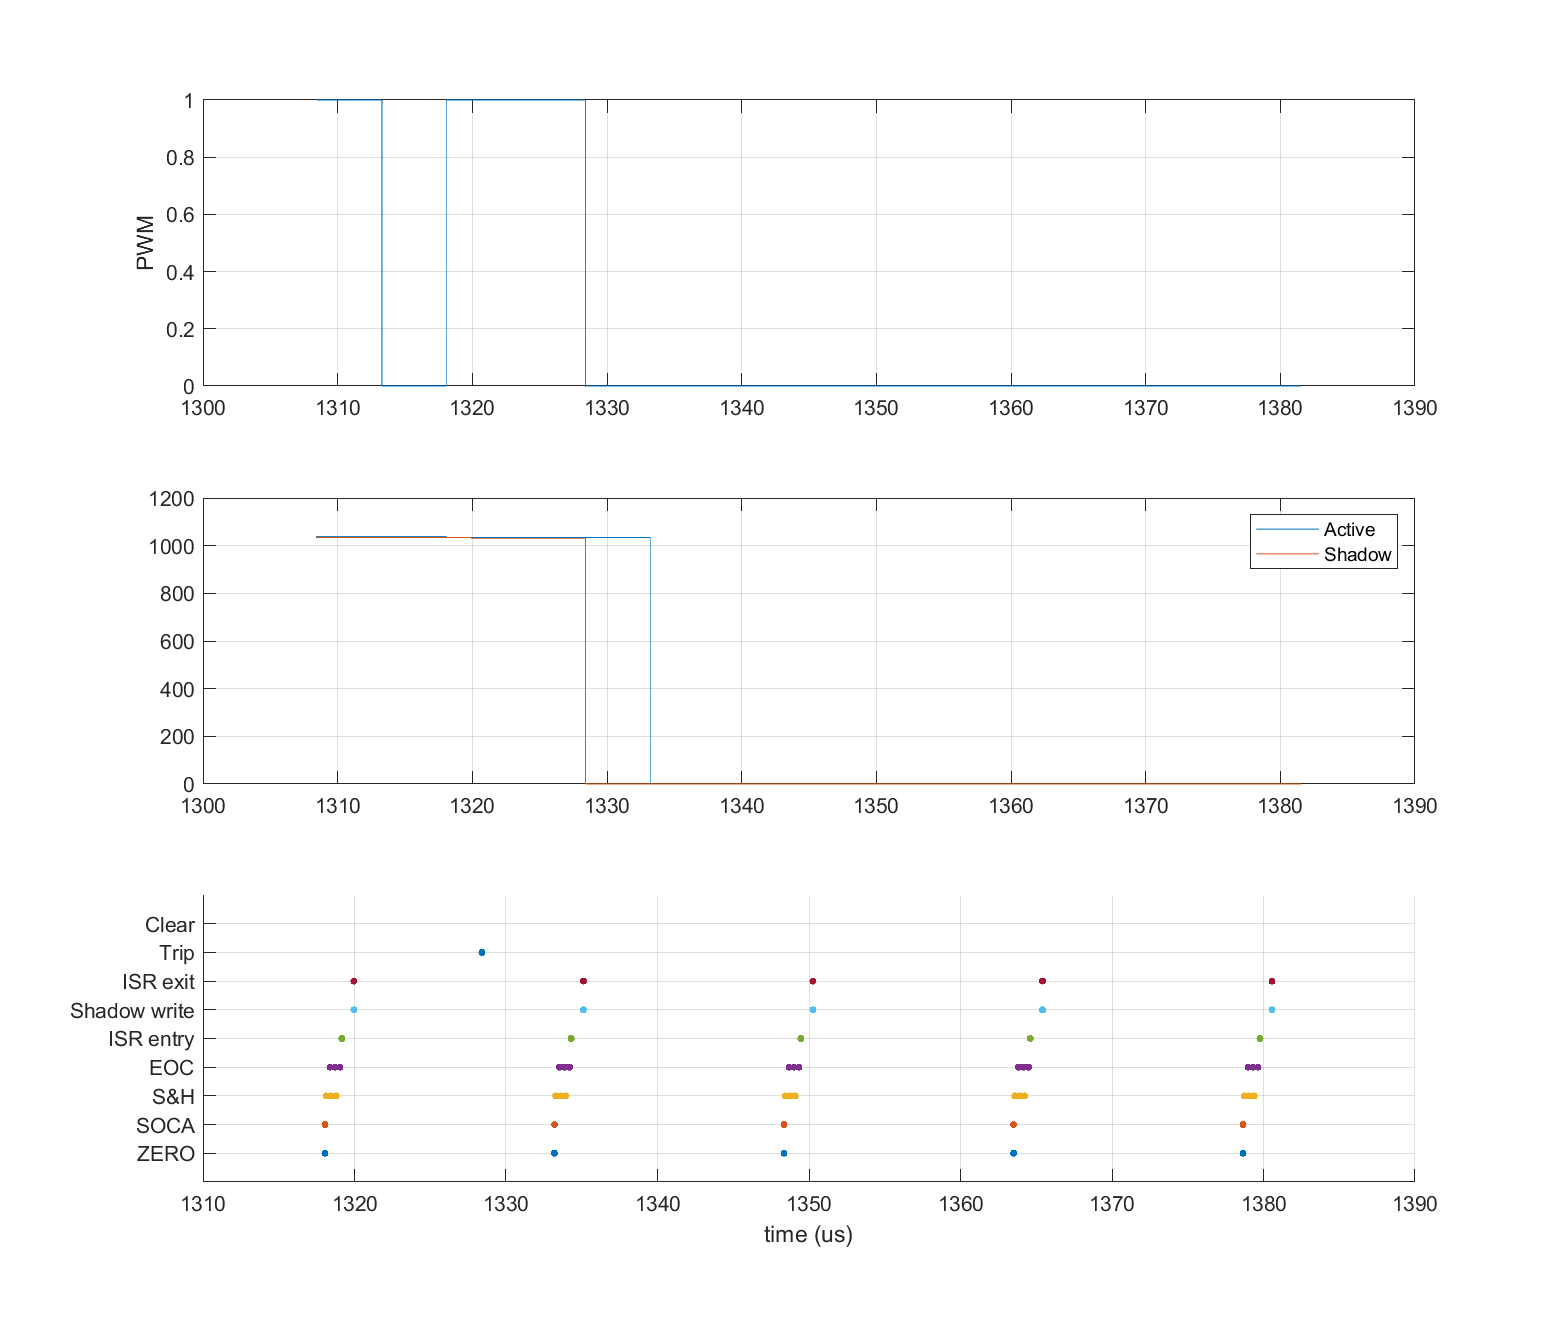 PWM
1
0.8
0.6
0.4
0.2
0
1300 1310 1320 1330 1340 1350 1360 1370 1380 1390
1200
1000
800
600
400
200
0
Active
Shadow
1300 1310 1320 1330 1340 1350 1360 1370 1380 1390
Clear
Trip
ISR exit
Shadow write
ISR entry
EOC
S&H
SOCA
ZERO
1310 1320 1330 1340 1350 1360 1370 1380 1390
time (us)